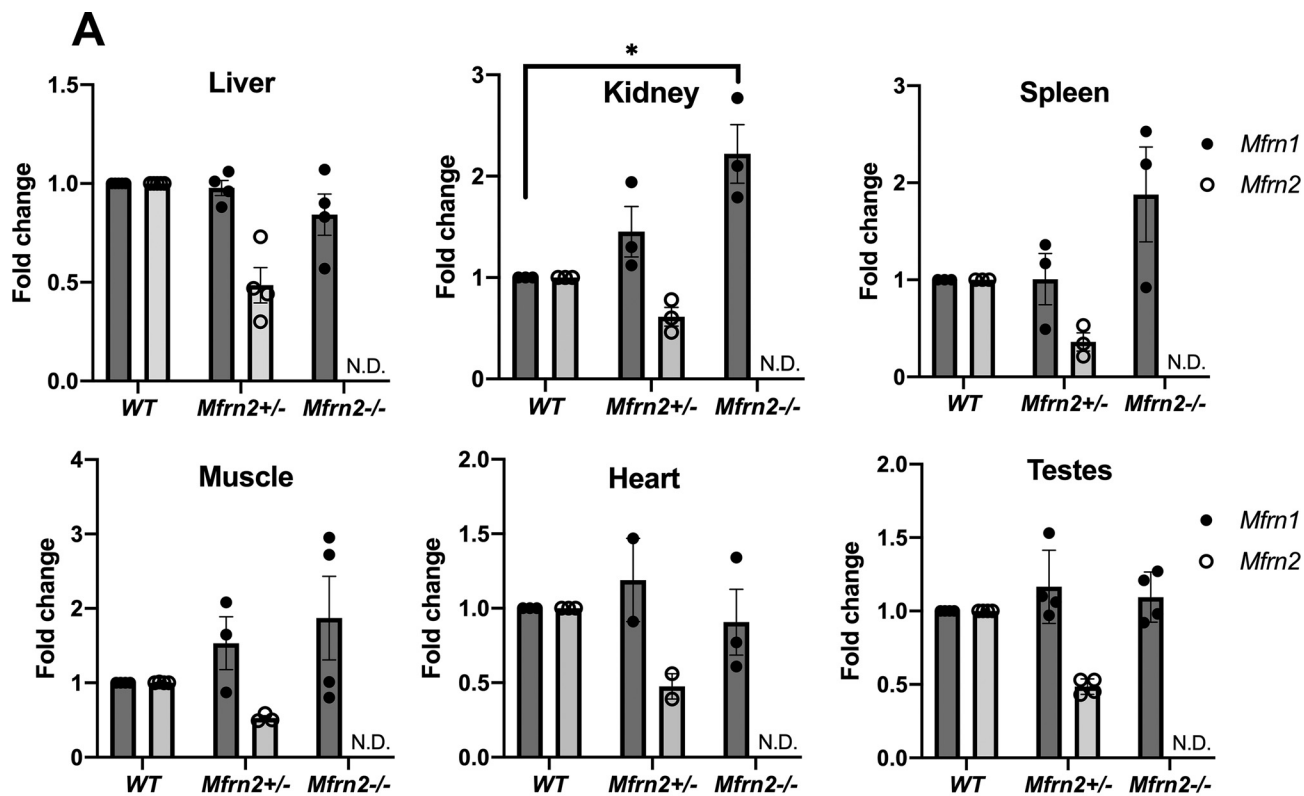 A
Liver
Fold change
1.5
1.0
0.5
0.0
N.D.
WT Mfrn2+/- Mfrn2-/-
Kidney
*
Fold change
3
2
1
0
N.D.
WT Mfrn2+/- Mfrn2-/-
Spleen
Fold change
3
2
1
0
N.D.
WT Mfrn2+/- Mfrn2-/-
Mfrn1
Mfrn2
Muscle
Fold change
4
3
2
1
0
N.D.
WT Mfrn2+/- Mfrn2-/-
Heart
Fold change
2.0
1.5
1.0
0.5
0.0
N.D.
WT Mfrn2+/- Mfrn2-/-
Testes
Fold change
2.0
1.5
1.0
0.5
0.0
N.D.
WT Mfrn2+/- Mfrn2-/-
Mfrn1
Mfrn2